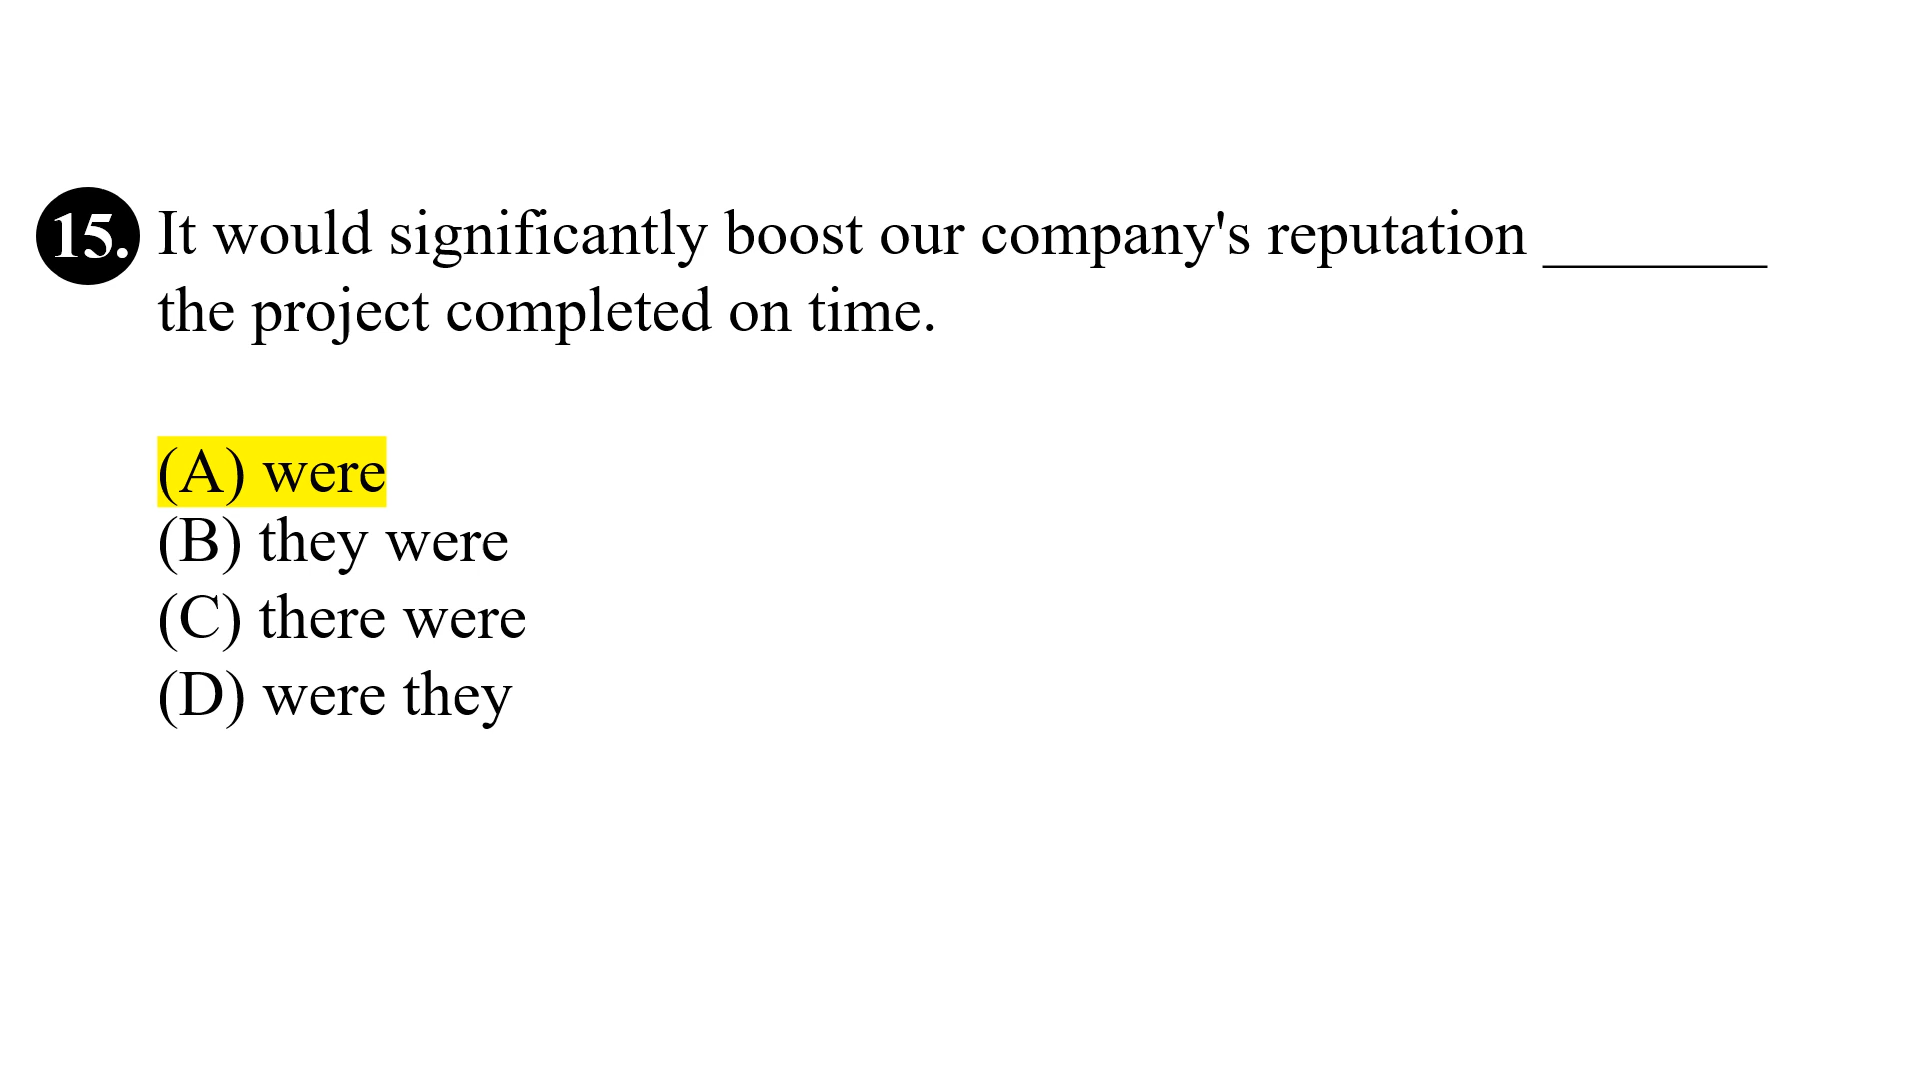 15. It would significantly boost our company's reputation ________
the project completed on time.
(A) were
(B) they were
(C) there were
(D) were they